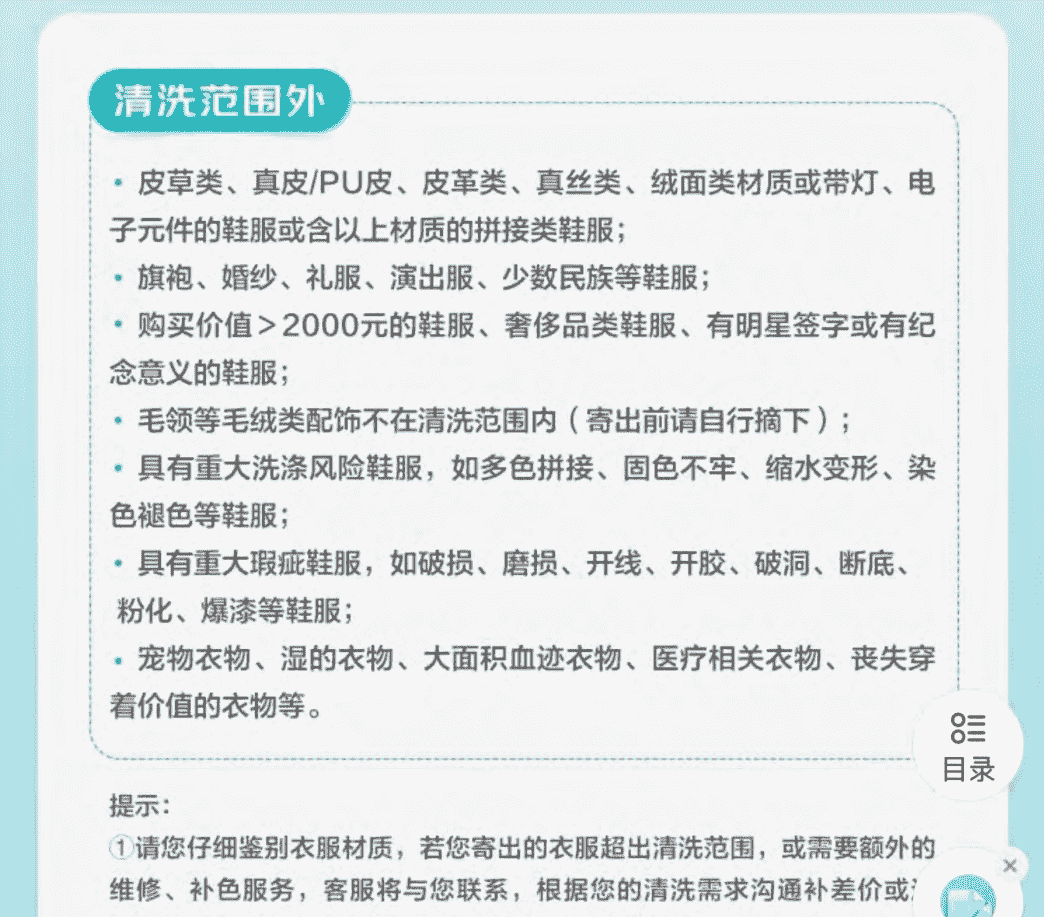 清洗范围外
· 皮草类、真皮/PU皮、皮革类、真丝类、绒面类材质或带灯、电
子元件的鞋服或含以上材质的拼接类鞋服；
· 旗袍、婚纱、礼服、演出服、少数民族等鞋服；
· 购买价值＞2000元的鞋服、奢侈品类鞋服、有明星签字或有纪
念意义的鞋服；
· 毛领等毛绒类配饰不在清洗范围内（寄出前请自行摘下）；
· 具有重大洗涤风险鞋服，如多色拼接、固色不牢、缩水变形、染
色褪色等鞋服；
· 具有重大瑕疵鞋服，如破损、磨损、开线、开胶、破洞、断底、
粉化、爆漆等鞋服；
· 宠物衣物、湿的衣物、大面积血迹衣物、医疗相关衣物、丧失穿
着价值的衣物等。
目录
提示：
①请您仔细鉴别衣服材质，若您寄出的衣服超出清洗范围，或需要额外的
维修、补色服务，客服将与您联系，根据您的清洗需求沟通补差价或